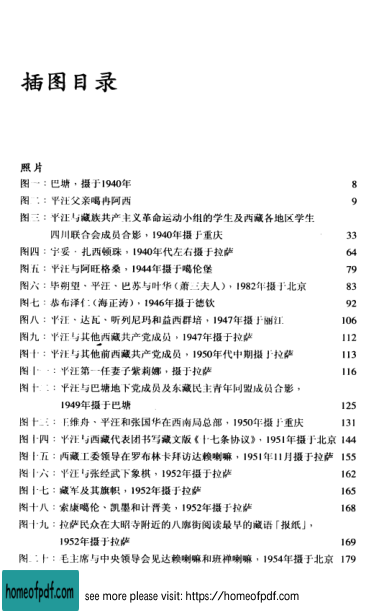 插图目录
照片
图一：巴塘，摄于1940年 8
图二：平汪父亲噶冉阿西 9
图三：平汪与藏族共产主义革命运动小组的学生及西藏各地区学生
四川联合会成员合影，1940年摄于重庆 33
图四：宇妥·扎西顿珠，1940年代左右摄于拉萨 64
图五：平汪与阿旺格桑，1944年摄于噶伦堡 79
图六：毕朔望、平汪、巴苏与叶华（萧三夫人），1982年摄于北京 83
图七：恭布泽仁（海正涛），1946年摄于德钦 92
图八：平汪、达瓦、昕列尼玛和益西群培，1947年摄于丽江 106
图九：平汪与其他西藏共产党成员，1947年摄于拉萨 112
图十：平汪与其他前西藏共产党成员，1950年代中期摄于拉萨 113
图十一：平汪第一任妻子紫莉娜，摄于拉萨 116
图十二：平汪与巴塘地下党成员及东藏民主青年同盟成员合影，
1949年摄于巴塘 125
图十三：王维舟、平汪和张国华在西南局总部，1950年摄于重庆 131
图十四：平汪与西藏代表团书写藏文版《十七条协议》，1951年摄于北京 144
图十五：西藏工委领导在罗布林卡拜访达赖喇嘛，1951年11月摄于拉萨 155
图十六：平汪与张经武下象棋，1952年摄于拉萨 162
图十七：藏军及其旗帜，1952年摄于拉萨 165
图十八：索康噶伦、凯墨和计晋美，1952年摄于拉萨 168
图十九：拉萨民众在大昭寺附近的八廓街阅读最早的藏语「报纸」，
1952年摄于拉萨 169
图二十：毛主席与中央领导会见达赖喇嘛和班禅喇嘛，1954年摄于北京 179
homeofpdf.com
see more please visit: https://homeofpdf.com